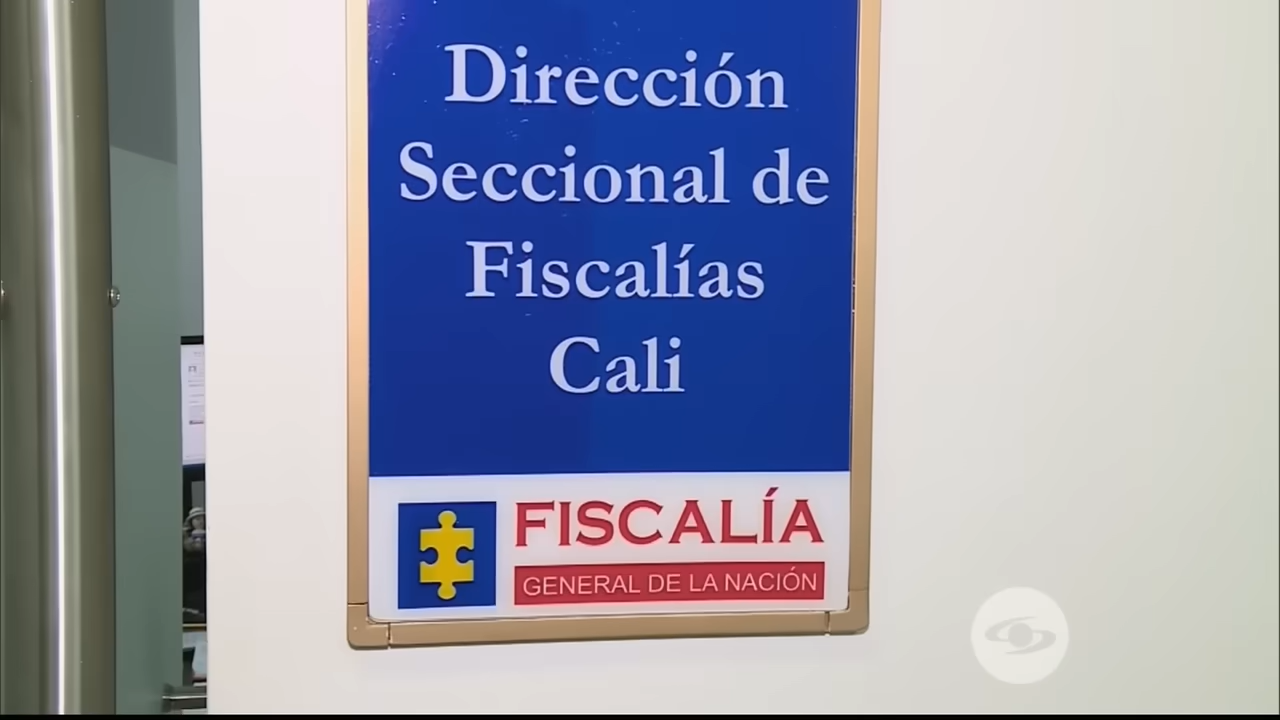 Dirección
Seccional de
Fiscalías
Cali
FISCALÍA
GENERAL DE LA NACIÓN